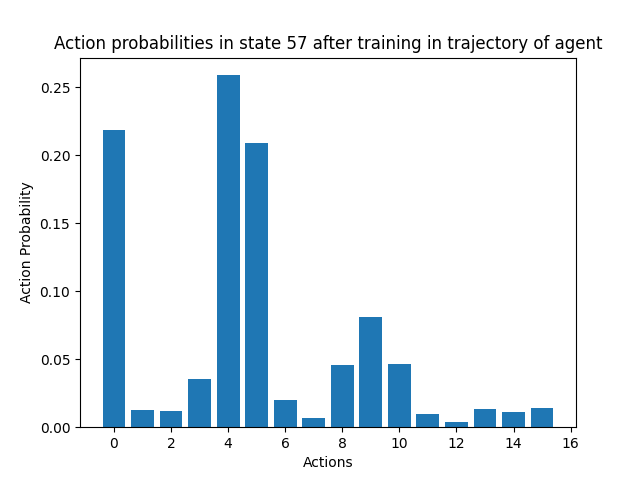 Action probabilities in state 57 after training in trajectory of agent
Action Probability
0.25
0.20
0.15
0.10
0.05
0.00
0 2 4 6 8 10 12 14 16
Actions